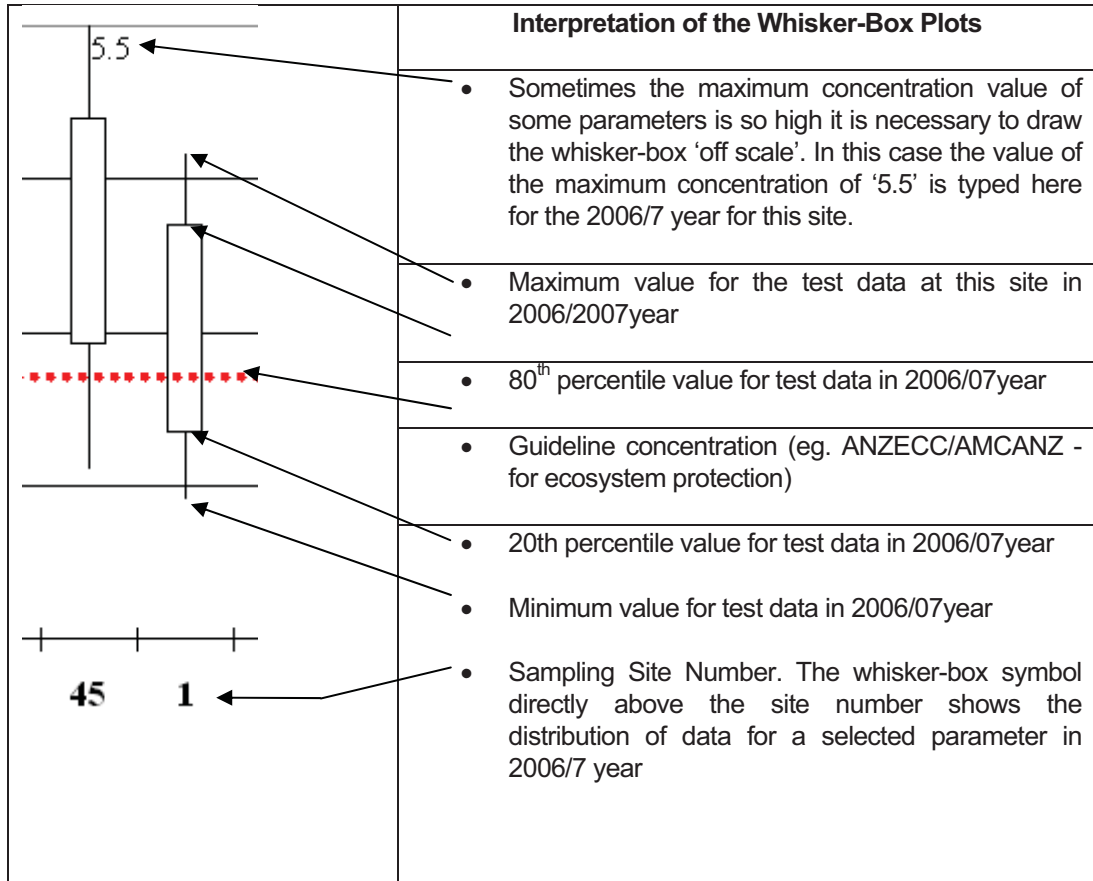 5.5
45 1
Interpretation of the Whisker-Box Plots
• Sometimes the maximum concentration value of
some parameters is so high it is necessary to draw
the whisker-box ‘off scale’. In this case the value of
the maximum concentration of ‘5.5’ is typed here
for the 2006/7 year for this site.
• Maximum value for the test data at this site in
2006/2007year
• 80th percentile value for test data in 2006/07year
• Guideline concentration (eg. ANZECC/AMCANZ -
for ecosystem protection)
• 20th percentile value for test data in 2006/07year
• Minimum value for test data in 2006/07year
• Sampling Site Number. The whisker-box symbol
directly above the site number shows the
distribution of data for a selected parameter in
2006/7 year